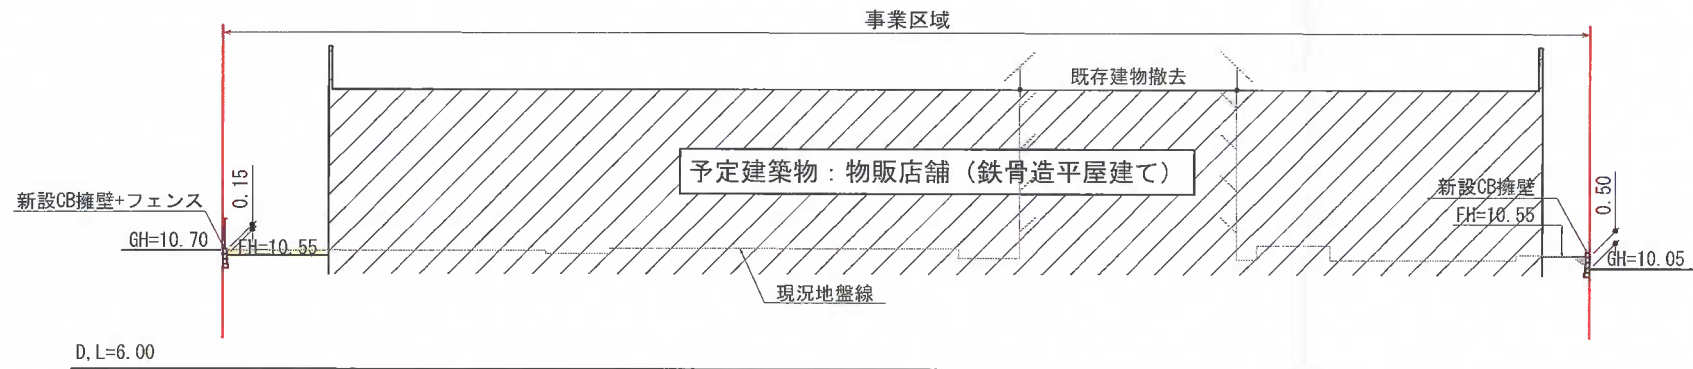 事業区域
既存建物撤去
予定建築物：物販店舗（鉄骨造平屋建て）
0.15
新設CB擁壁+フェンス
GH=10.70
FH=10.55
新設CB擁壁
0.50
FH=10.55
GH=10.05
現況地盤線
D,L=6.00